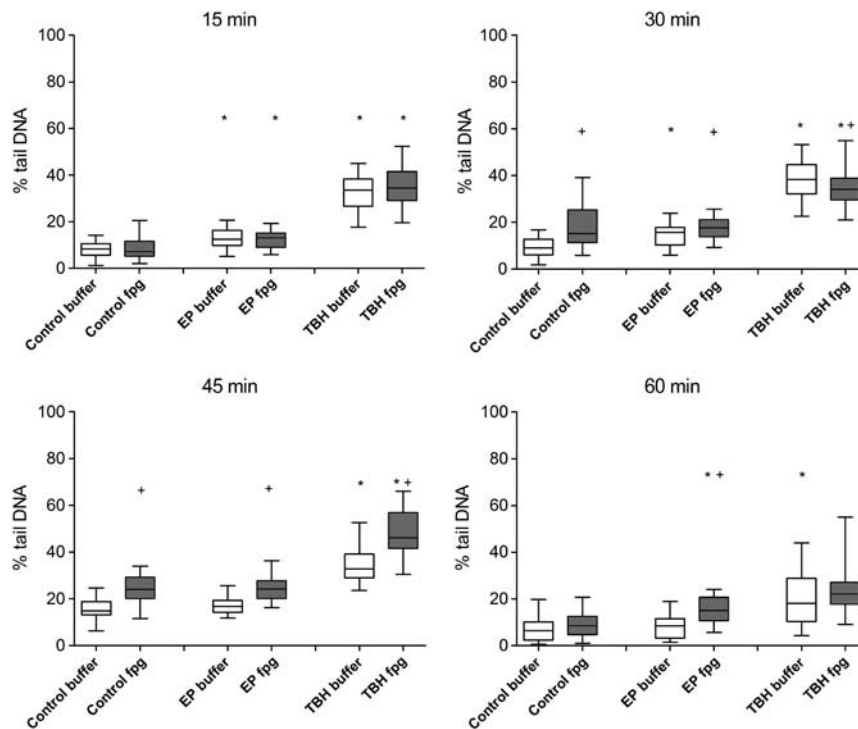 15 min
% tail DNA
100
80
60
40
20
0
* * * *
Control buffer
Control fpg
EP buffer
EP fpg
TBH buffer
TBH fpg
30 min
% tail DNA
100
80
60
40
20
0
+ * + * * +
Control buffer
Control fpg
EP buffer
EP fpg
TBH buffer
TBH fpg
45 min
% tail DNA
100
80
60
40
20
0
+ + * * +
Control buffer
Control fpg
EP buffer
EP fpg
TBH buffer
TBH fpg
60 min
% tail DNA
100
80
60
40
20
0
* + *
Control buffer
Control fpg
EP buffer
EP fpg
TBH buffer
TBH fpg